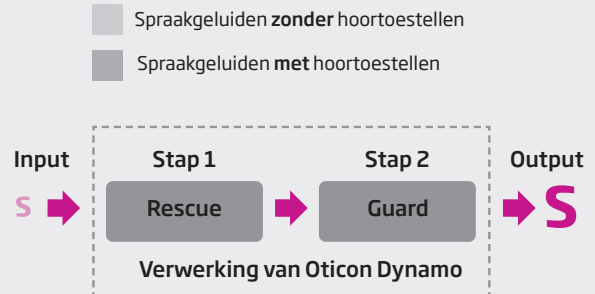 Spraakgeluiden zonder hoortoestellen
Spraakgeluiden met hoortoestellen
Input Stap 1 Stap 2 Output
S Rescue Guard S
Verwerking van Oticon Dynamo